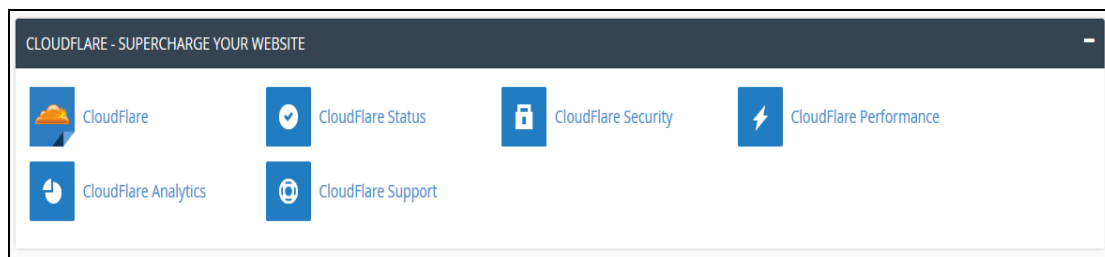 CLOUDFLARE - SUPERCHARGE YOUR WEBSITE
CloudFlare
CloudFlare Status
CloudFlare Security
CloudFlare Performance
CloudFlare Analytics
CloudFlare Support